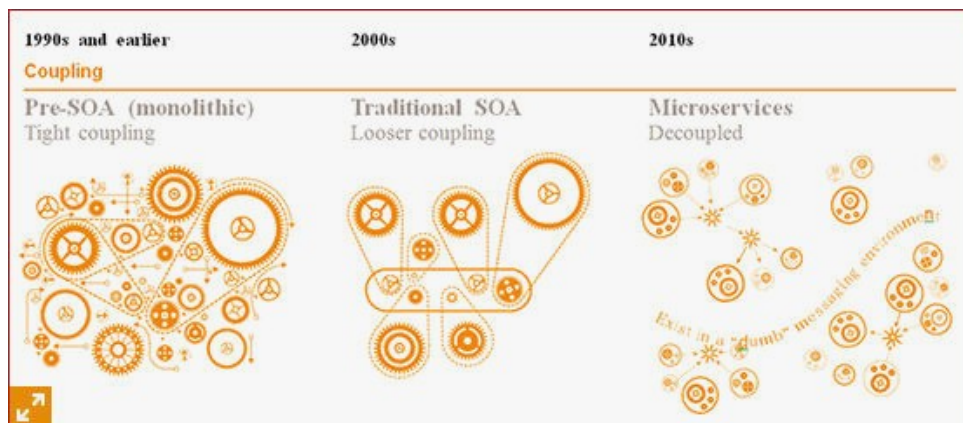 1990s and earlier
2000s
2010s
Coupling
Pre-SOA (monolithic)
Tight coupling
Traditional SOA
Looser coupling
Microservices
Decoupled
Exist in a "dumb" messaging environment